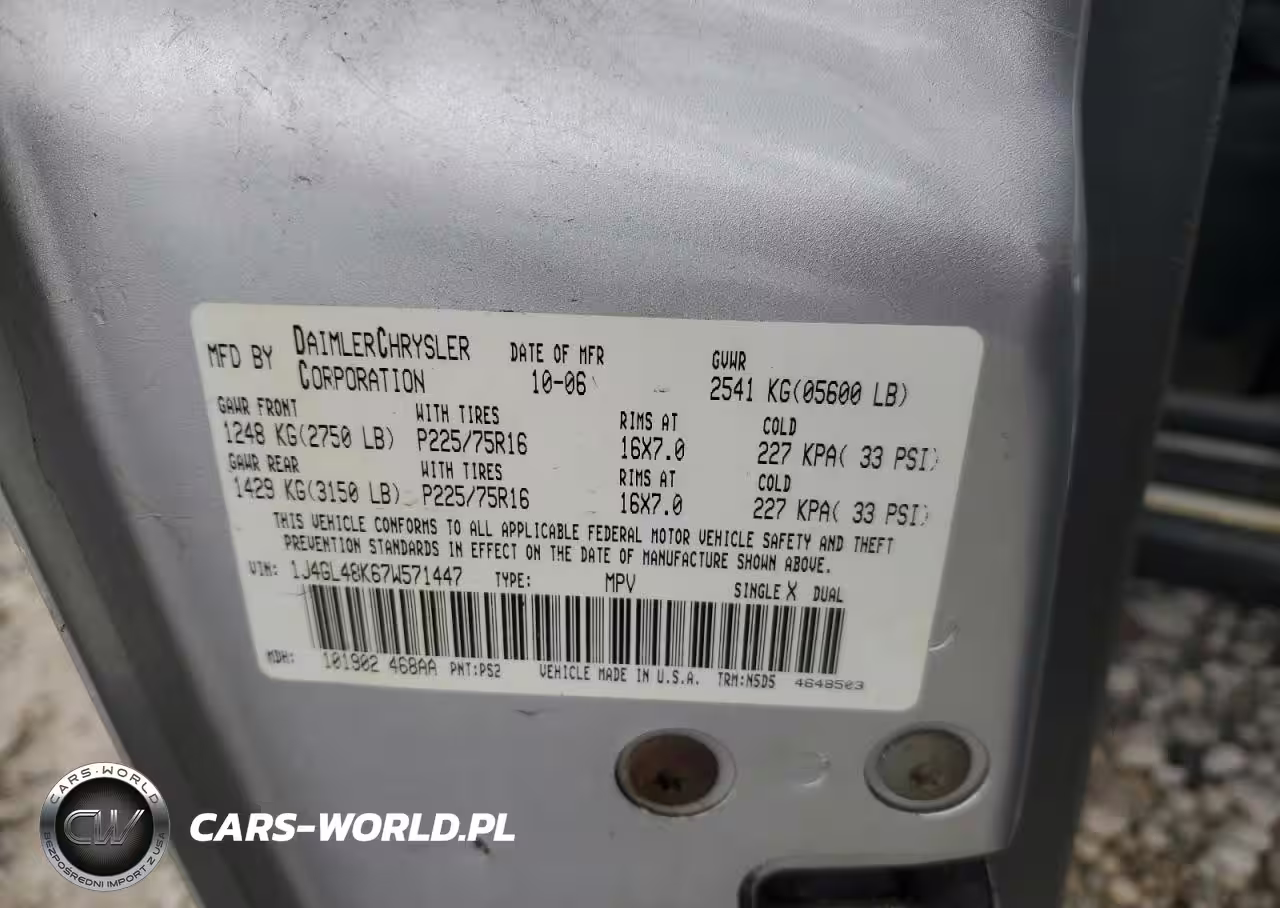 MFD BY DAIMLERCHRYSLER CORPORATION DATE OF MFR 10-06 GVWR 2541 KG(05600 LB)
GAWR FRONT WITH TIRES RIMS AT COLD
1248 KG(2750 LB) P225/75R16 16X7.0 227 KPA( 33 PSI)
GAWR REAR WITH TIRES RIMS AT COLD
1429 KG(3150 LB) P225/75R16 16X7.0 227 KPA( 33 PSI)
THIS VEHICLE CONFORMS TO ALL APPLICABLE FEDERAL MOTOR VEHICLE SAFETY AND THEFT
PREVENTION STANDARDS IN EFFECT ON THE DATE OF MANUFACTURE SHOWN ABOVE.
VIN: 1J4GL48K67W571447 TYPE: MPV SINGLE X DUAL
MDH: 101902 468AA PNT:PS2 VEHICLE MADE IN U.S.A. TRM:N5D5 4648503
CARS-WORLD
CW
BEZPOŚREDNI IMPORT Z USA
CARS-WORLD.PL